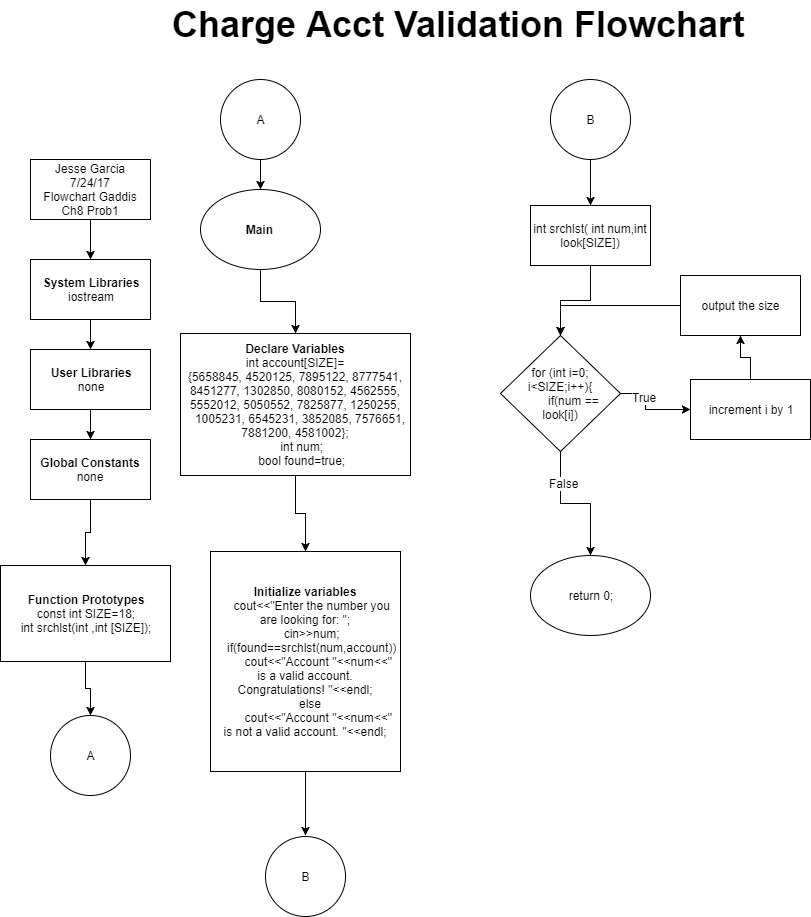 Charge Acct Validation Flowchart
Jesse Garcia
7/24/17
Flowchart Gaddis
Ch8 Prob1
System Libraries
iostream
User Libraries
none
Global Constants
none
Function Prototypes
const int SIZE=18;
int srchlst(int ,int [SIZE]);
A
A
Main
Declare Variables
int account[SIZE]=
{5658845, 4520125, 7895122, 8777541,
8451277, 1302850, 8080152, 4562555,
5552012, 5050552, 7825877, 1250255,
1005231, 6545231, 3852085, 7576651,
7881200, 4581002};
int num;
bool found=true;
Initialize variables
cout<<"Enter the number you
are looking for: ";
cin>>num;
if(found==srchlst(num,account))
cout<<"Account "<<num<<"
is a valid account.
Congratulations! "<<endl;
else
cout<<"Account "<<num<<"
is not a valid account. "<<endl;
B
B
int srchlst( int num,int
look[SIZE])
output the size
for (int i=0;
i<SIZE;i++){
if(num ==
look[i])
True
increment i by 1
False
return 0;